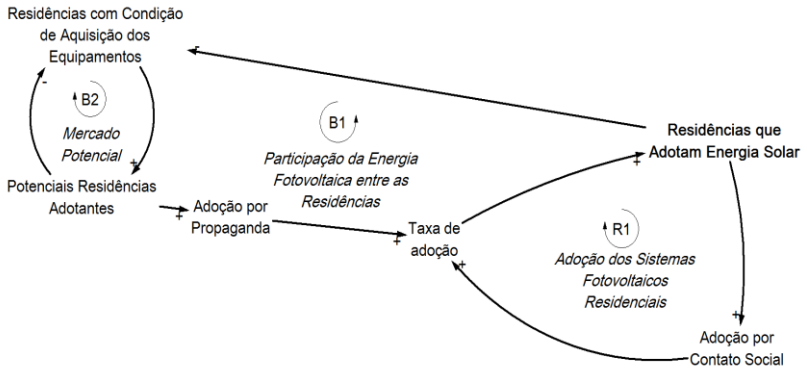 Residências com Condição
de Aquisição dos
Equipamentos
-
-
B2
Mercado
Potencial
+
Potenciais Residências
Adotantes
+
Adoção por
Propaganda
B1
Participação da Energia
Fotovoltaica entre as
Residências
+
Taxa de
adoção
+
Residências que
Adotam Energia Solar
+
R1
Adoção dos Sistemas
Fotovoltaicos
Residenciais
+
Adoção por
Contato Social